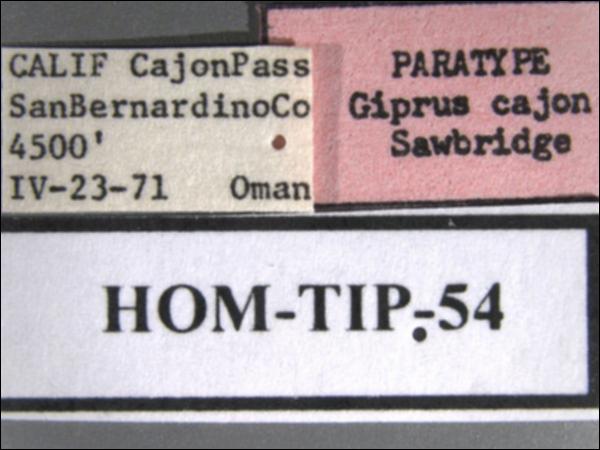 CALIF CajonPass
SanBernardinoCo
4500'
IV-23-71 Oman
PARATYPE
Giprus cajon
Sawbridge
HOM-TIP-54